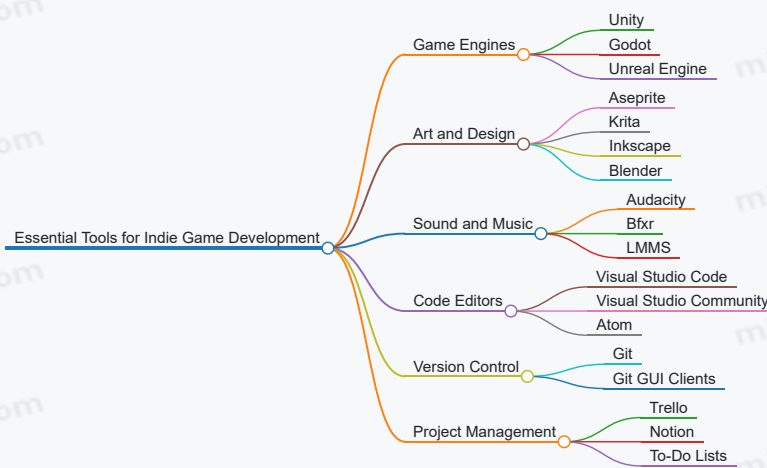 Essential Tools for Indie Game Development
Game Engines
Unity
Godot
Unreal Engine
Art and Design
Aseprite
Krita
Inkscape
Blender
Sound and Music
Audacity
Bfxr
LMMS
Code Editors
Visual Studio Code
Visual Studio Community
Atom
Version Control
Git
Git GUI Clients
Project Management
Trello
Notion
To-Do Lists